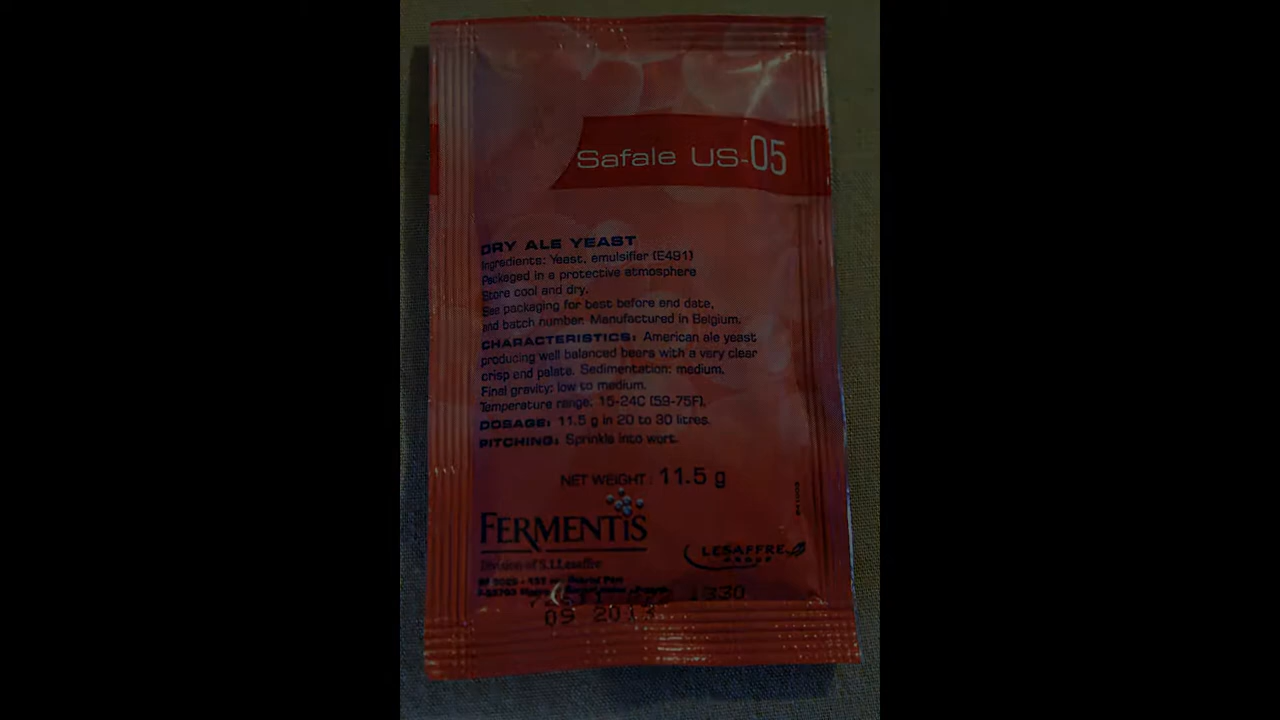 Safale US-05
DRY ALE YEAST
Ingredients: Yeast, emulsifier (E491)
Packaged in a protective atmosphere
Store cool and dry.
See packaging for best before end date,
and batch number. Manufactured in Belgium.
CHARACTERISTICS: American ale yeast
producing well balanced beers with a very clear
crisp end palate. Sedimentation: medium.
Final gravity: low to medium.
Temperature range: 15-24C (59-75F).
DOSAGE: 11.5 g in 20 to 30 litres.
PITCHING: Sprinkle into wort.
NET WEIGHT : 11.5 g
FERMENTIS
Division of S.I.Lesaffre
LESAFFRE
GROUP
1330
09 2013